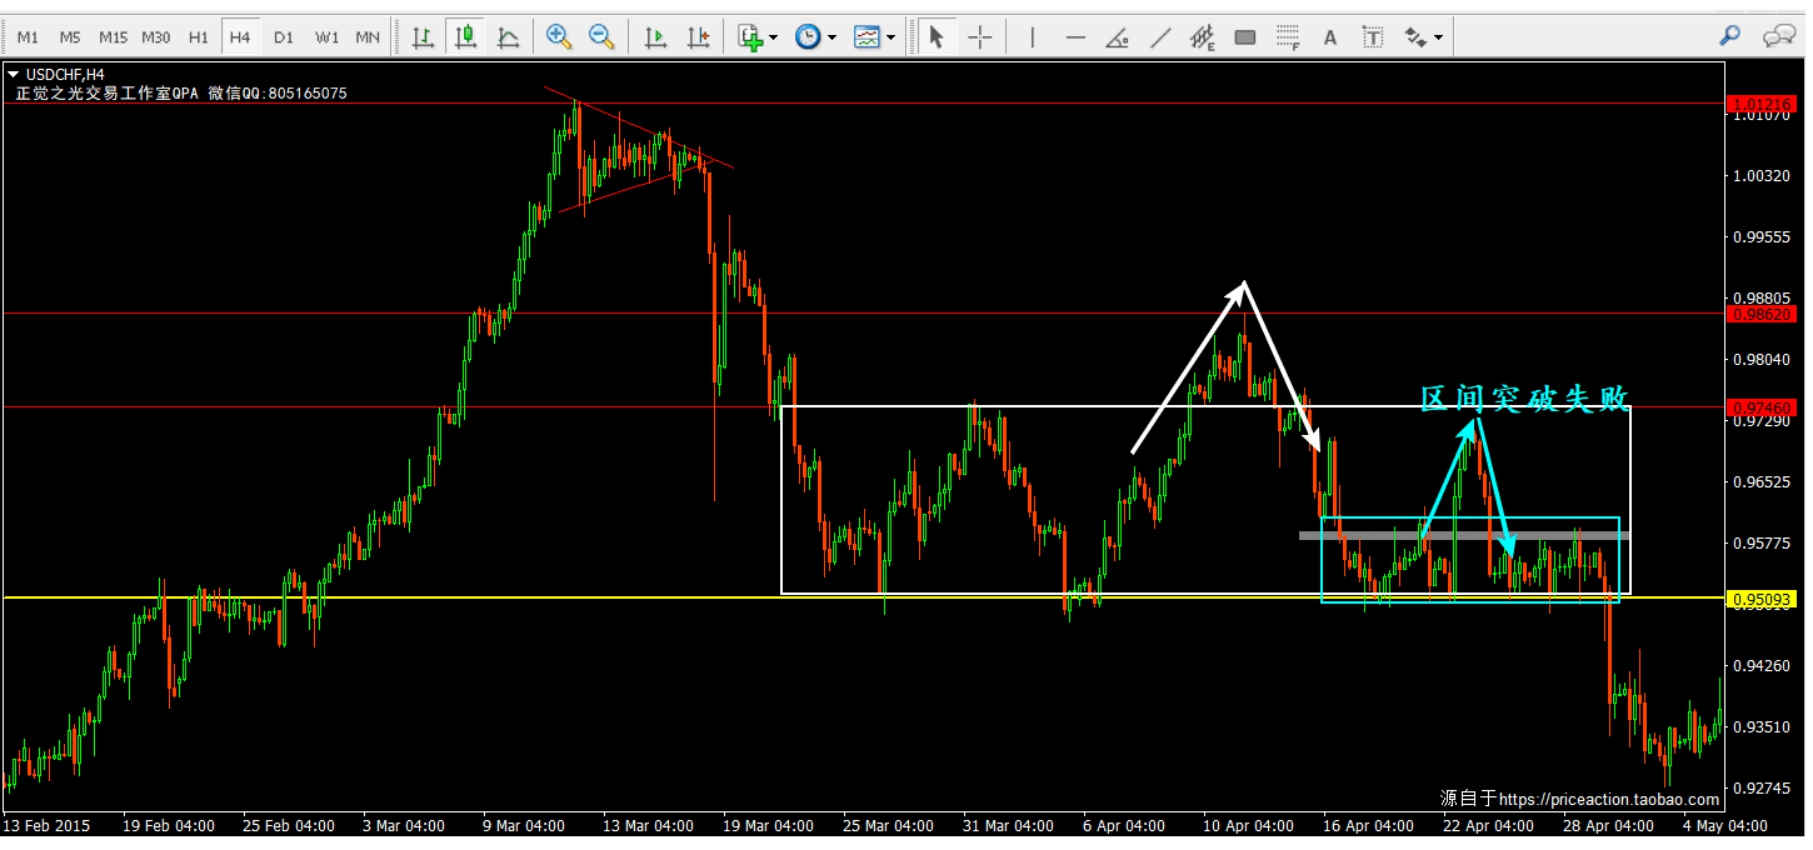 M1 M5 M15 M30 H1 H4 D1 W1 MN E F A T
USDCHF,H4
正觉之光交易工作室QPA 微信QQ:805165075
1.01216
1.01070
1.00320
0.99555
0.98805
0.98620
0.98040
区间突破失败
0.97460
0.97290
0.96525
0.95775
0.95093
0.94260
0.93510
0.92745
源自于https://priceaction.taobao.com
13 Feb 2015 19 Feb 04:00 25 Feb 04:00 3 Mar 04:00 9 Mar 04:00 13 Mar 04:00 19 Mar 04:00 25 Mar 04:00 31 Mar 04:00 6 Apr 04:00 10 Apr 04:00 16 Apr 04:00 22 Apr 04:00 28 Apr 04:00 4 May 04:00